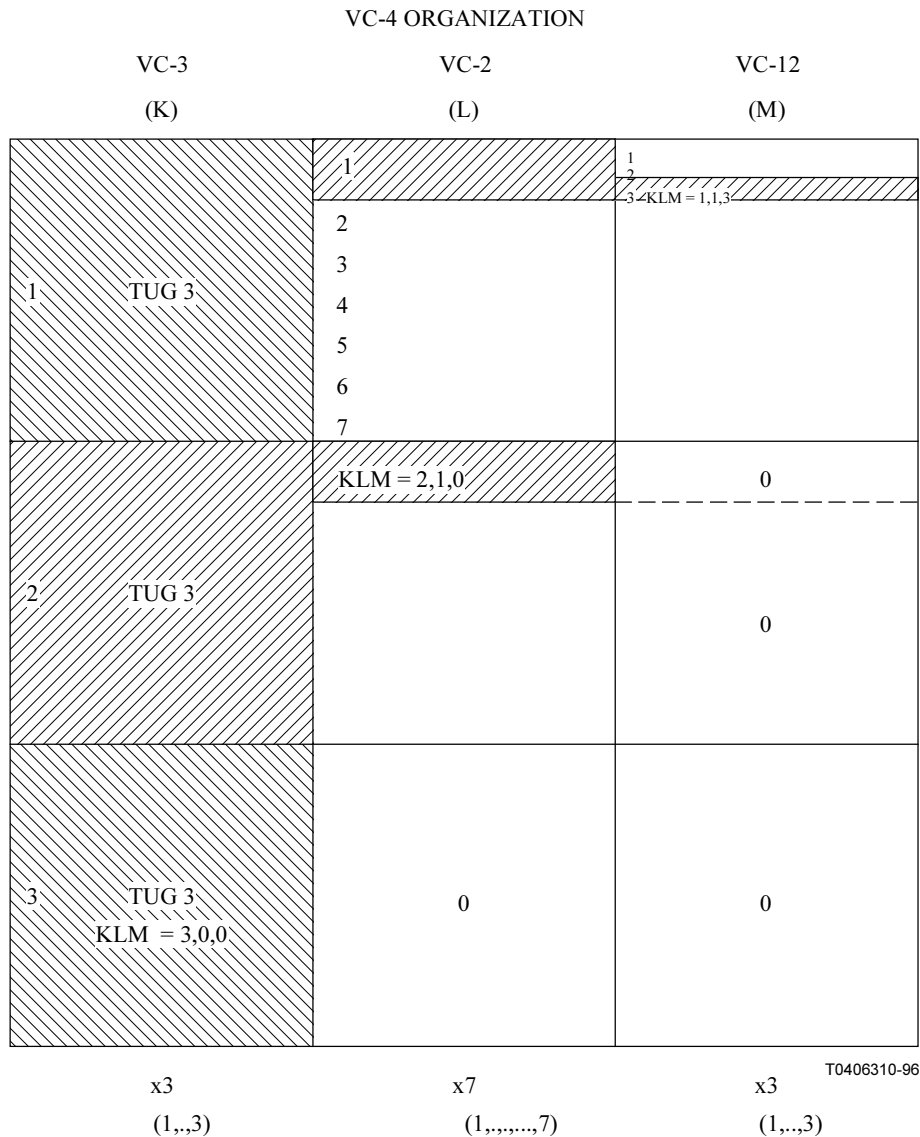 VC-4 ORGANIZATION
VC-3 VC-2 VC-12
(K) (L) (M)
1
1
2
3 KLM = 1,1,3
2
3
1 TUG 3
4
5
6
7
KLM = 2,1,0 0
2 TUG 3
0
3 TUG 3 0 0
KLM = 3,0,0
T0406310-96
x3 x7 x3
(1,.,3) (1,.,.,...,7) (1,..,3)